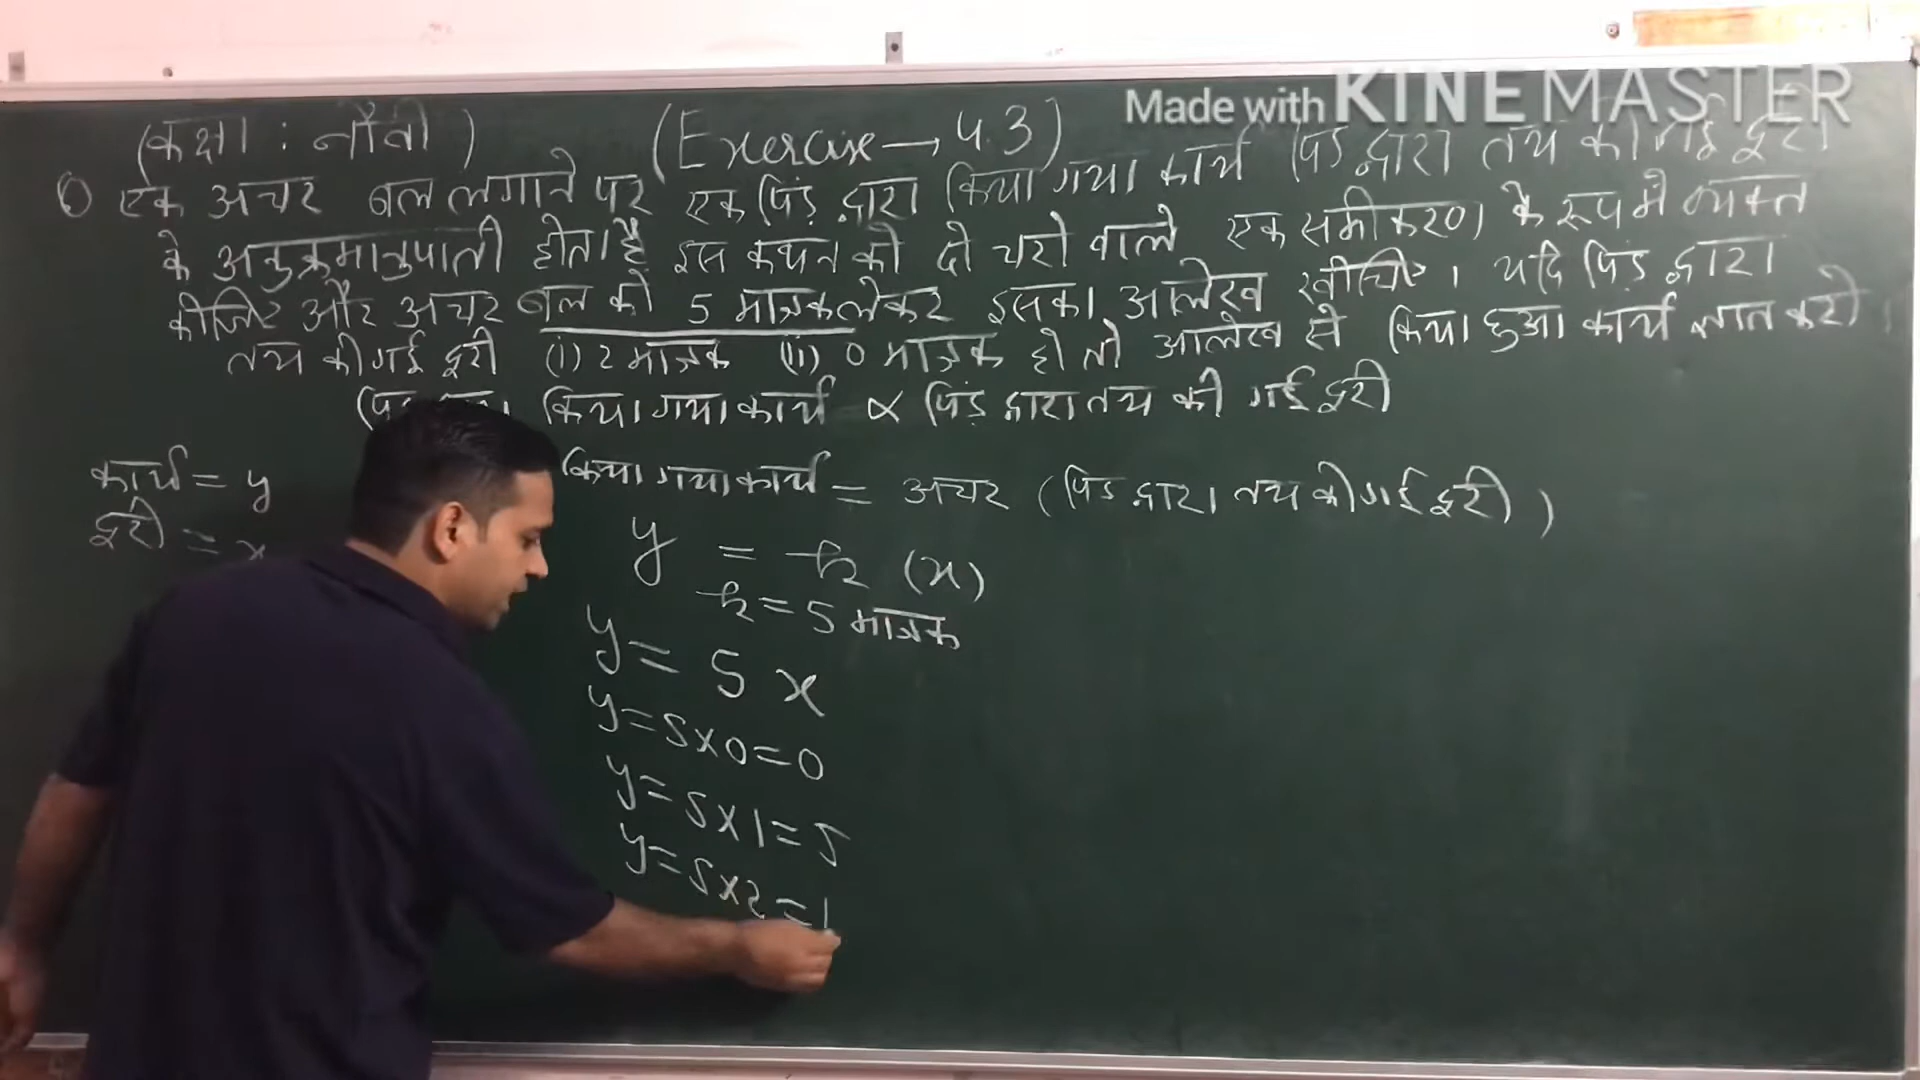 Made with KINEMASTER
(कक्षा : नौवीं) (Exercise → 4.3)
एक अचर बल लगाने पर एक पिंड द्वारा किया गया कार्य पिंड द्वारा तय की गई दूरी
के अनुक्रमानुपाती होता है इस कथन को दो चरो वाले एक समीकरण के रूप मे व्यक्त
कीजिए और अचर बल को 5 मात्रक लेकर इसका आलेख खीचिए। यदि पिंड द्वारा
तय की गई दूरी (i) 2 मात्रक (ii) 0 मात्रक हो तो आलेख से किया हुआ कार्य ज्ञात करो।
किया गया कार्य ∝ पिंड द्वारा तय की गई दूरी
कार्य = y
दूरी = x
किया गया कार्य = अचर (पिंड द्वारा तय की गई दूरी)
y = k (x)
k = 5 मात्रक
y = 5 x
y = 5 × 0 = 0
y = 5 × 1 = 5
y = 5 × 2 = 1